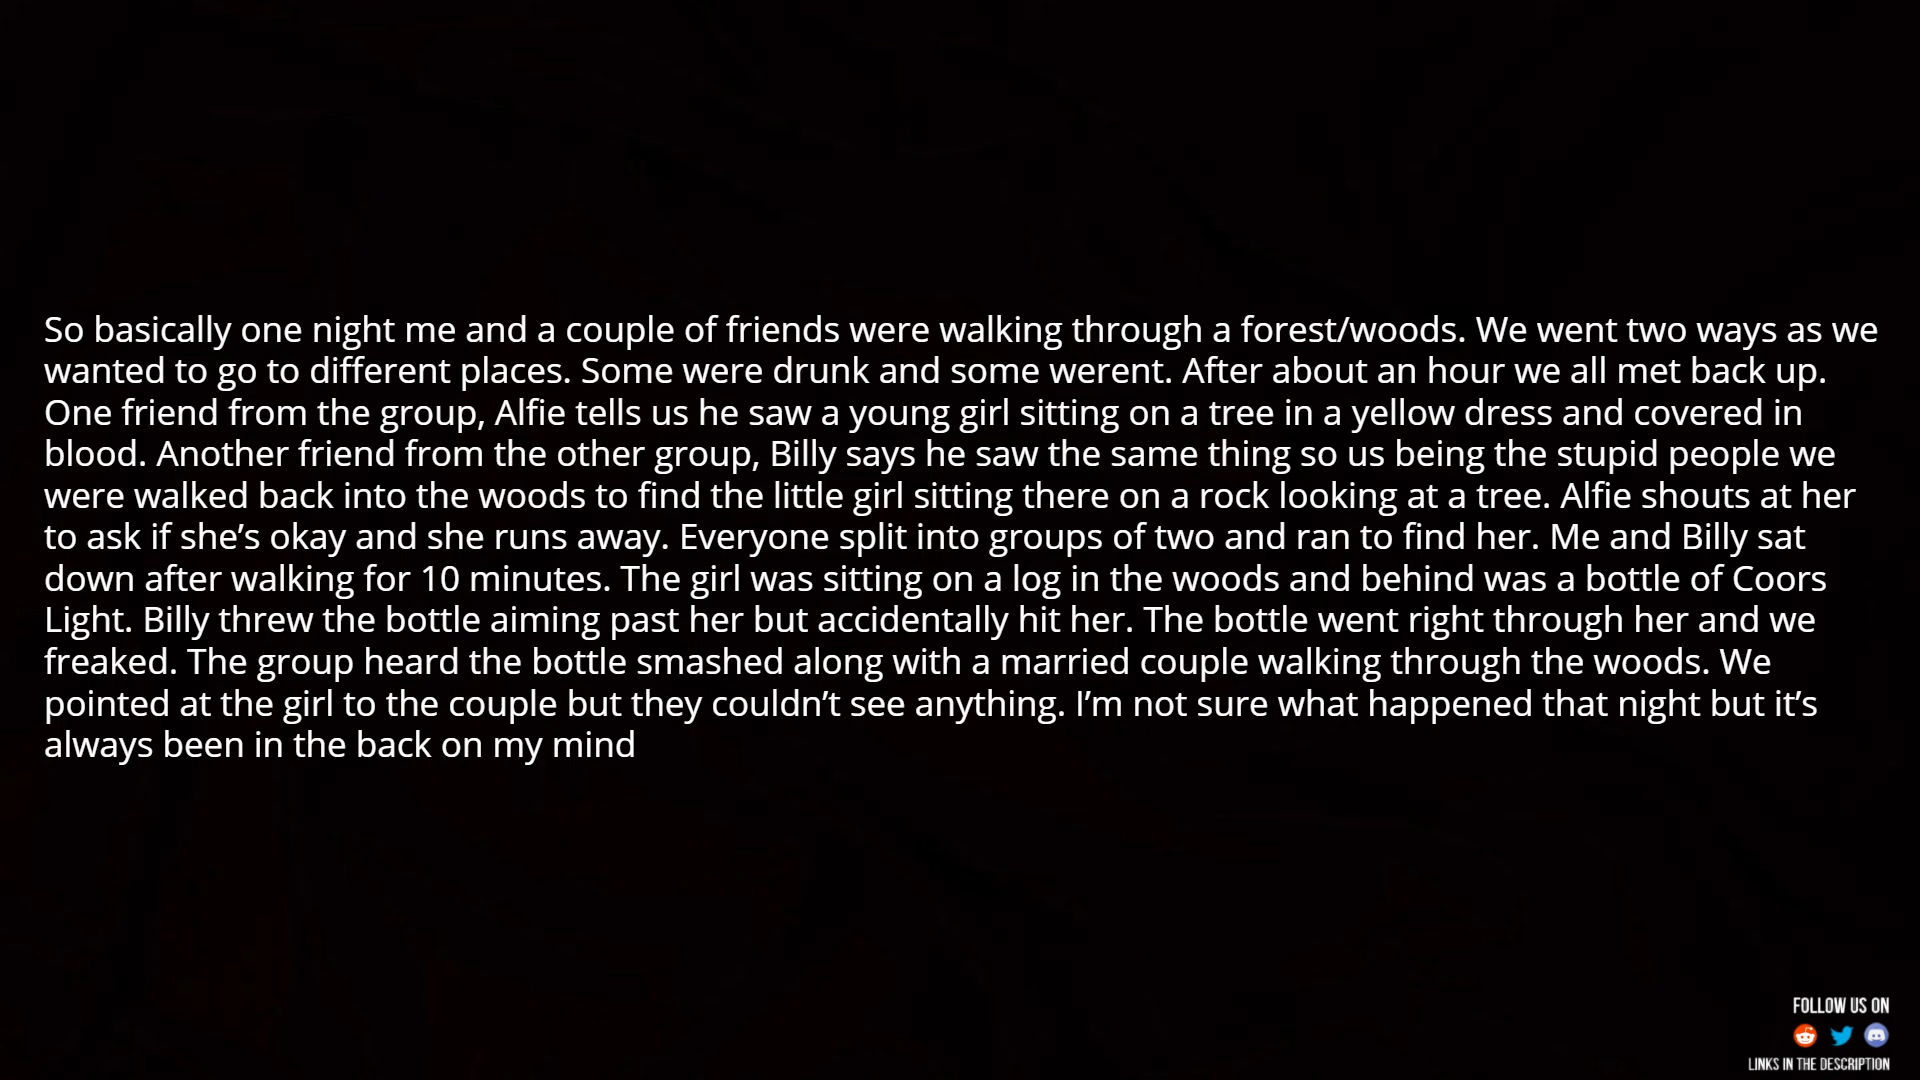 So basically one night me and a couple of friends were walking through a forest/woods. We went two ways as we
wanted to go to different places. Some were drunk and some werent. After about an hour we all met back up.
One friend from the group, Alfie tells us he saw a young girl sitting on a tree in a yellow dress and covered in
blood. Another friend from the other group, Billy says he saw the same thing so us being the stupid people we
were walked back into the woods to find the little girl sitting there on a rock looking at a tree. Alfie shouts at her
to ask if she’s okay and she runs away. Everyone split into groups of two and ran to find her. Me and Billy sat
down after walking for 10 minutes. The girl was sitting on a log in the woods and behind was a bottle of Coors
Light. Billy threw the bottle aiming past her but accidentally hit her. The bottle went right through her and we
freaked. The group heard the bottle smashed along with a married couple walking through the woods. We
pointed at the girl to the couple but they couldn’t see anything. I’m not sure what happened that night but it’s
always been in the back on my mind
FOLLOW US ON
LINKS IN THE DESCRIPTION